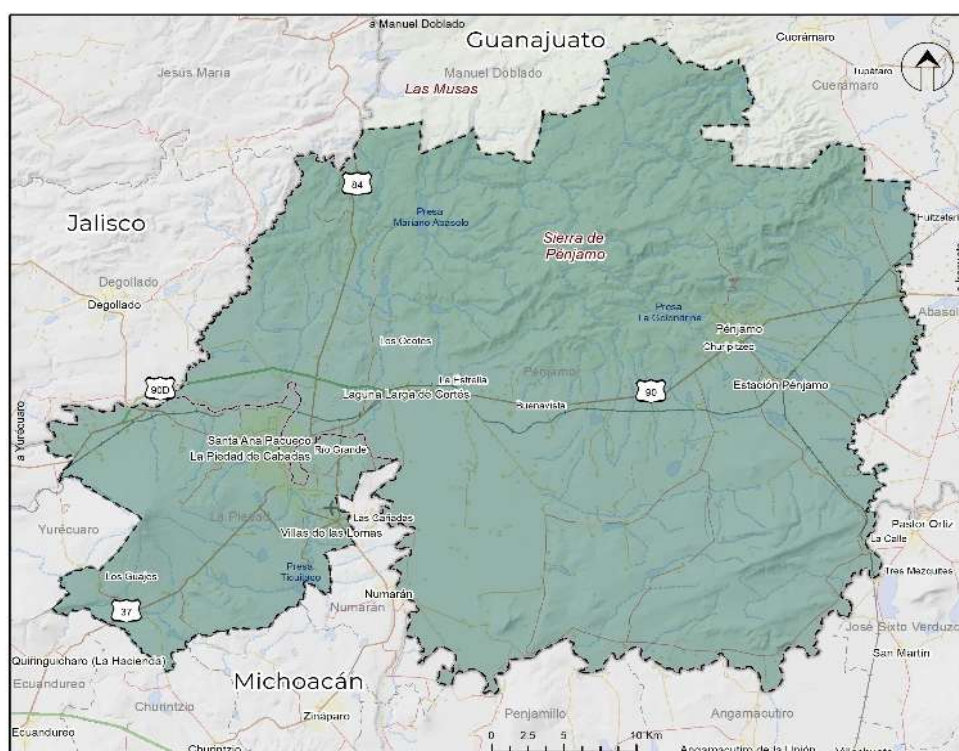 a Manuel Doblado
Guanajuato
Cuerámaro
Jesús María
Manuel Doblado
Tupátaro
Las Musas
Cuerámaro
84
Jalisco
Presa
Mariano Abasolo
Sierra de
Pénjamo
Degollado
Degollado
Presa
Pénjamo
Abasolo
Los Ocotes
Churipitzeo
La Estrella
Pénjamo
90D
90
Estación Pénjamo
Laguna Larga de Cortés
Buenavista
a Yurécuaro
Santa Ana Pacueco
Río Grande
La Piedad de Cabadas
La Piedad
Las Cañadas
Yurécuaro
Villas de las Lomas
Pastor Ortiz
La Calle
Presa
Los Guajes
Tres Mezquites
Numarán
Numarán
37
José Sixto Verduzco
Quiringuicharo (La Hacienda)
San Martín
Ecuandureo
Michoacán
Churintzio
Zináparo
Penjamillo
Angamacutiro
Ecuandureo
Churintzio
0 2.5 5 10 Km
Angamacutiro de la Unión